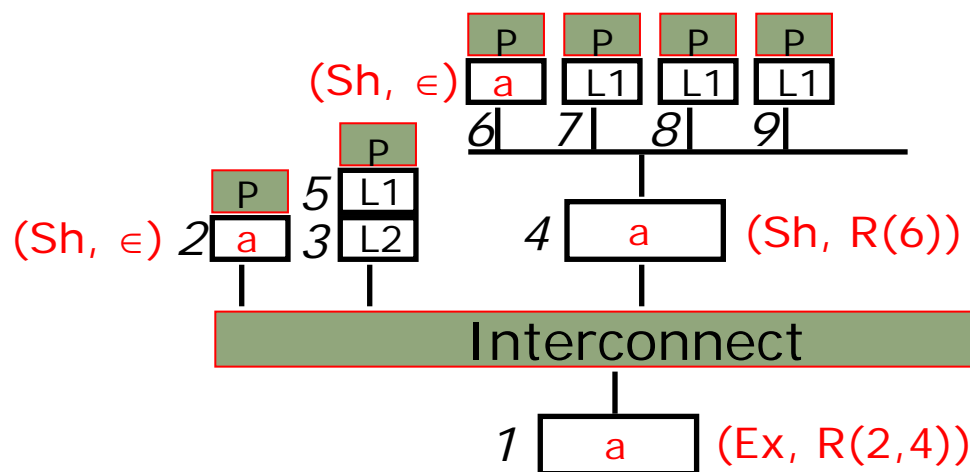 P P P P
(Sh, ∈) a L1 L1 L1
6 7 8 9
P
P 5 L1
(Sh, ∈) 2 a 3 L2 4 a (Sh, R(6))
Interconnect
1 a (Ex, R(2,4))